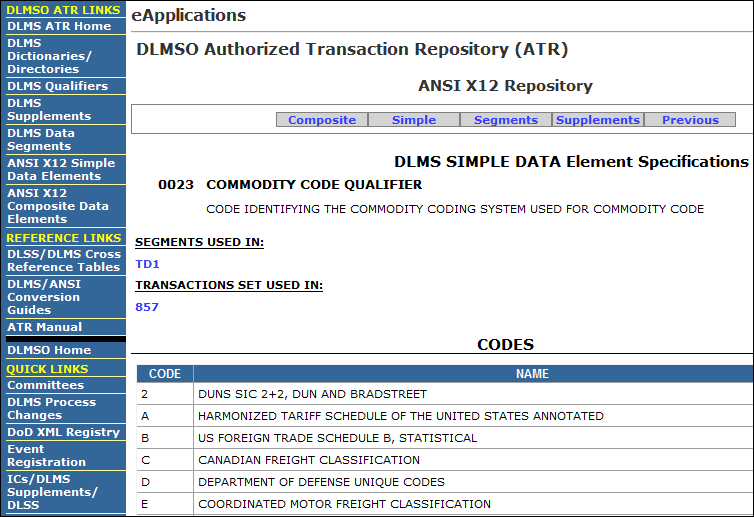 DLMSO ATR LINKS
DLMS ATR Home
DLMS
Dictionaries/
Directories
DLMS Qualifiers
DLMS
Supplements
DLMS Data
Segments
ANSI X12 Simple
Data Elements
ANSI X12
Composite Data
Elements
REFERENCE LINKS
DLSS/DLMS Cross
Reference Tables
DLMS/ANSI
Conversion
Guides
ATR Manual
DLMSO Home
QUICK LINKS
Committees
DLMS Process
Changes
DoD XML Registry
Event
Registration
ICs/DLMS
Supplements/
DLSS
eApplications
DLMSO Authorized Transaction Repository (ATR)
ANSI X12 Repository
Composite Simple Segments Supplements Previous
DLMS SIMPLE DATA Element Specifications
0023 COMMODITY CODE QUALIFIER
CODE IDENTIFYING THE COMMODITY CODING SYSTEM USED FOR COMMODITY CODE
SEGMENTS USED IN:
TD1
TRANSACTIONS SET USED IN:
857
CODES
CODE NAME
2 DUNS SIC 2+2, DUN AND BRADSTREET
A HARMONIZED TARIFF SCHEDULE OF THE UNITED STATES ANNOTATED
B US FOREIGN TRADE SCHEDULE B, STATISTICAL
C CANADIAN FREIGHT CLASSIFICATION
D DEPARTMENT OF DEFENSE UNIQUE CODES
E COORDINATED MOTOR FREIGHT CLASSIFICATION